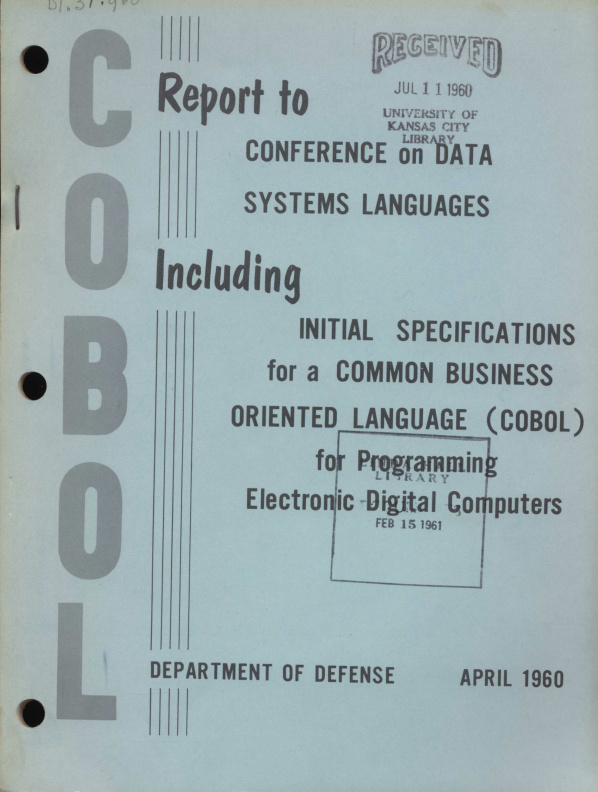 COBOL
RECEIVED
JUL 11 1960
UNIVERSITY OF
KANSAS CITY
LIBRARY
Report to
CONFERENCE on DATA
SYSTEMS LANGUAGES
Including
INITIAL SPECIFICATIONS
for a COMMON BUSINESS
ORIENTED LANGUAGE (COBOL)
for Programming
LIBRARY
Electronic Digital Computers
FEB 15 1961
DEPARTMENT OF DEFENSE APRIL 1960